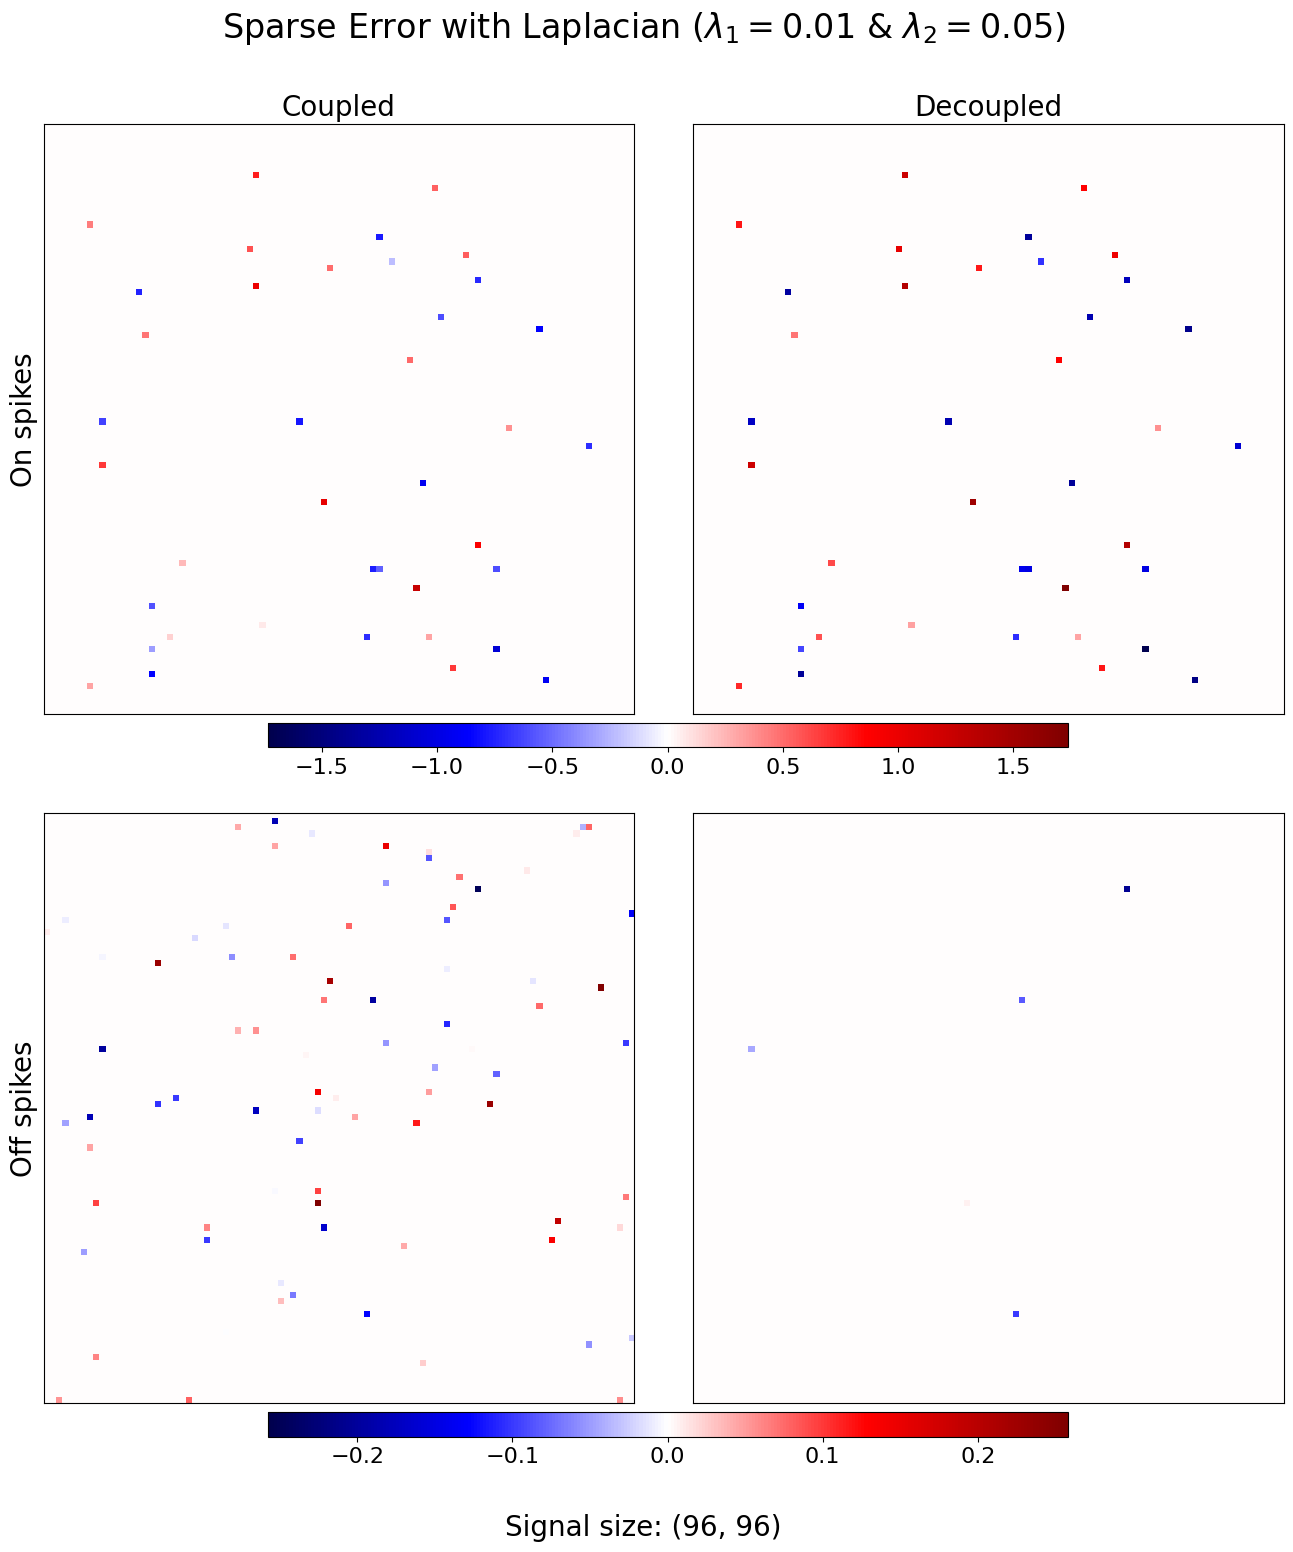 Sparse Error with Laplacian (λ₁ = 0.01 & λ₂ = 0.05)
Coupled Decoupled
On spikes
−1.5 −1.0 −0.5 0.0 0.5 1.0 1.5
Off spikes
−0.2 −0.1 0.0 0.1 0.2
Signal size: (96, 96)